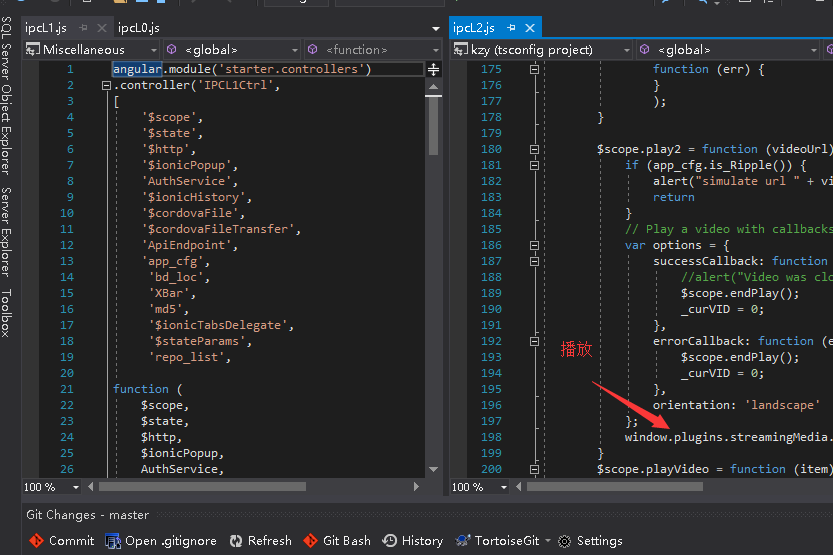 SQL Server Object Explorer
Server Explorer
Toolbox
ipcL1.js
ipcL0.js
Miscellaneous
<global>
<function>
1 angular.module('starter.controllers')
2 .controller('IPCL1Ctrl',
3 [
4 '$scope',
5 '$state',
6 '$http',
7 '$ionicPopup',
8 'AuthService',
9 '$ionicHistory',
10 '$cordovaFile',
11 '$cordovaFileTransfer',
12 'ApiEndpoint',
13 'app_cfg',
14 'bd_loc',
15 'XBar',
16 'md5',
17 '$ionicTabsDelegate',
18 '$stateParams',
19 'repo_list',
20
21 function (
22 $scope,
23 $state,
24 $http,
25 $ionicPopup,
26 AuthService,
100 %
ipcL2.js
kzy (tsconfig project)
<global>
175 function (err) {
176 }
177 );
178 }
179
180 $scope.play2 = function (videoUrl)
181 if (app_cfg.is_Ripple()) {
182 alert("simulate url " + vi
183 return
184 }
185 // Play a video with callbacks
186 var options = {
187 successCallback: function
188 //alert("Video was clo
189 $scope.endPlay();
190 _curVID = 0;
191 },
192 errorCallback: function (e
193 $scope.endPlay();
194 _curVID = 0;
195 },
196 orientation: 'landscape'
197 };
198 window.plugins.streamingMedia.
199 }
200 $scope.playVideo = function (item)
播放
100 %
Git Changes - master
Commit
Open .gitignore
Refresh
Git Bash
History
TortoiseGit
Settings